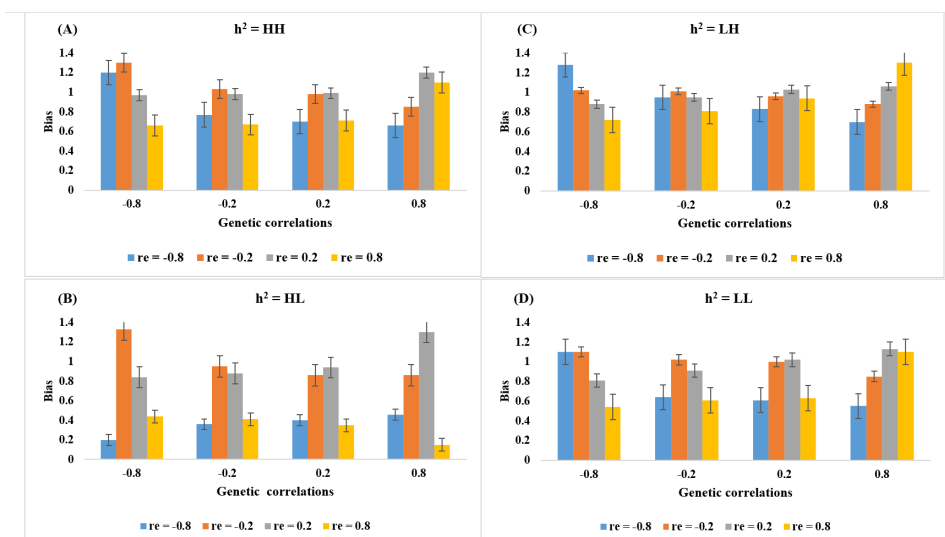 (A)
h² = HH
Bias
1.4
1.2
1
0.8
0.6
0.4
0.2
0
-0.8 -0.2 0.2 0.8
Genetic correlations
re = -0.8 re = -0.2 re = 0.2 re = 0.8
(C)
h² = LH
Bias
1.4
1.2
1
0.8
0.6
0.4
0.2
0
-0.8 -0.2 0.2 0.8
Genetic correlations
re = -0.8 re = -0.2 re = 0.2 re = 0.8
(B)
h² = HL
Bias
1.4
1.2
1
0.8
0.6
0.4
0.2
0
-0.8 -0.2 0.2 0.8
Genetic correlations
re = -0.8 re = -0.2 re = 0.2 re = 0.8
(D)
h² = LL
Bias
1.4
1.2
1
0.8
0.6
0.4
0.2
0
-0.8 -0.2 0.2 0.8
Genetic correlations
re = -0.8 re = -0.2 re = 0.2 re = 0.8